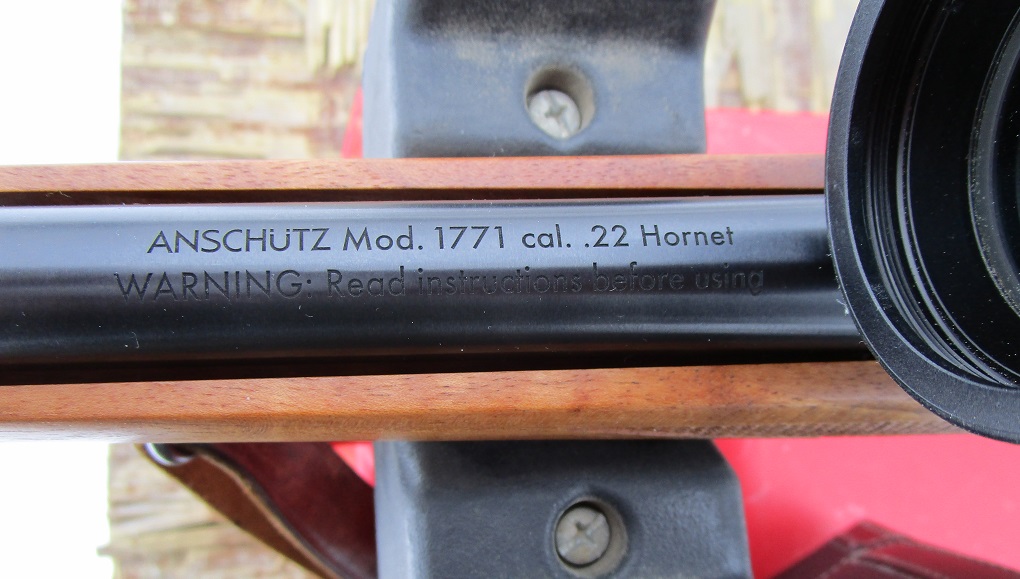 ANSCHüTZ Mod. 1771 cal. .22 Hornet
WARNING: Read instructions before using